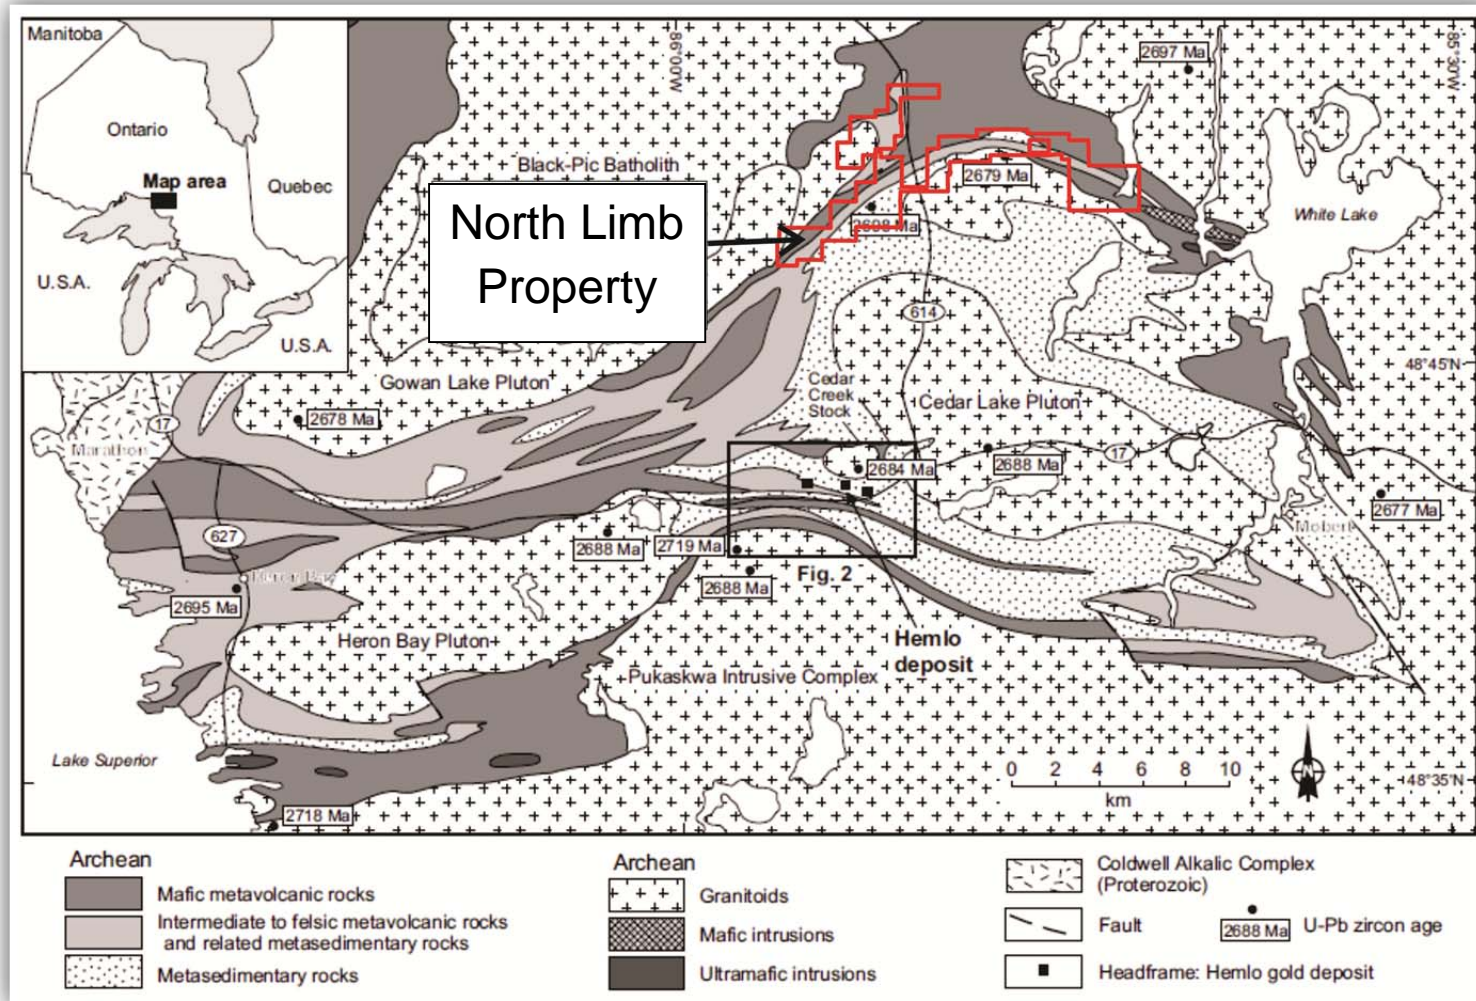 Manitoba
Ontario
Map area
Quebec
U.S.A.
U.S.A.
86°00'W
85°30'W
2697 Ma
Black-Pic Batholith
North Limb
Property
2679 Ma
White Lake
614
48°45'N
Gowan Lake Pluton
2678 Ma
17
Marathon
Cedar
Creek
Stock
Cedar Lake Pluton
2684 Ma
2688 Ma
17
2677 Ma
Mobert
627
2688 Ma
2719 Ma
2688 Ma
Fig. 2
2695 Ma
Heron Bay Pluton
Hemlo
deposit
Pukaskwa Intrusive Complex
Lake Superior
0 2 4 6 8 10
km
N
48°35'N
2718 Ma
Archean
Mafic metavolcanic rocks
Intermediate to felsic metavolcanic rocks
and related metasedimentary rocks
Metasedimentary rocks
Archean
Granitoids
Mafic intrusions
Ultramafic intrusions
Coldwell Alkalic Complex
(Proterozoic)
Fault
2688 Ma U-Pb zircon age
Headframe: Hemlo gold deposit